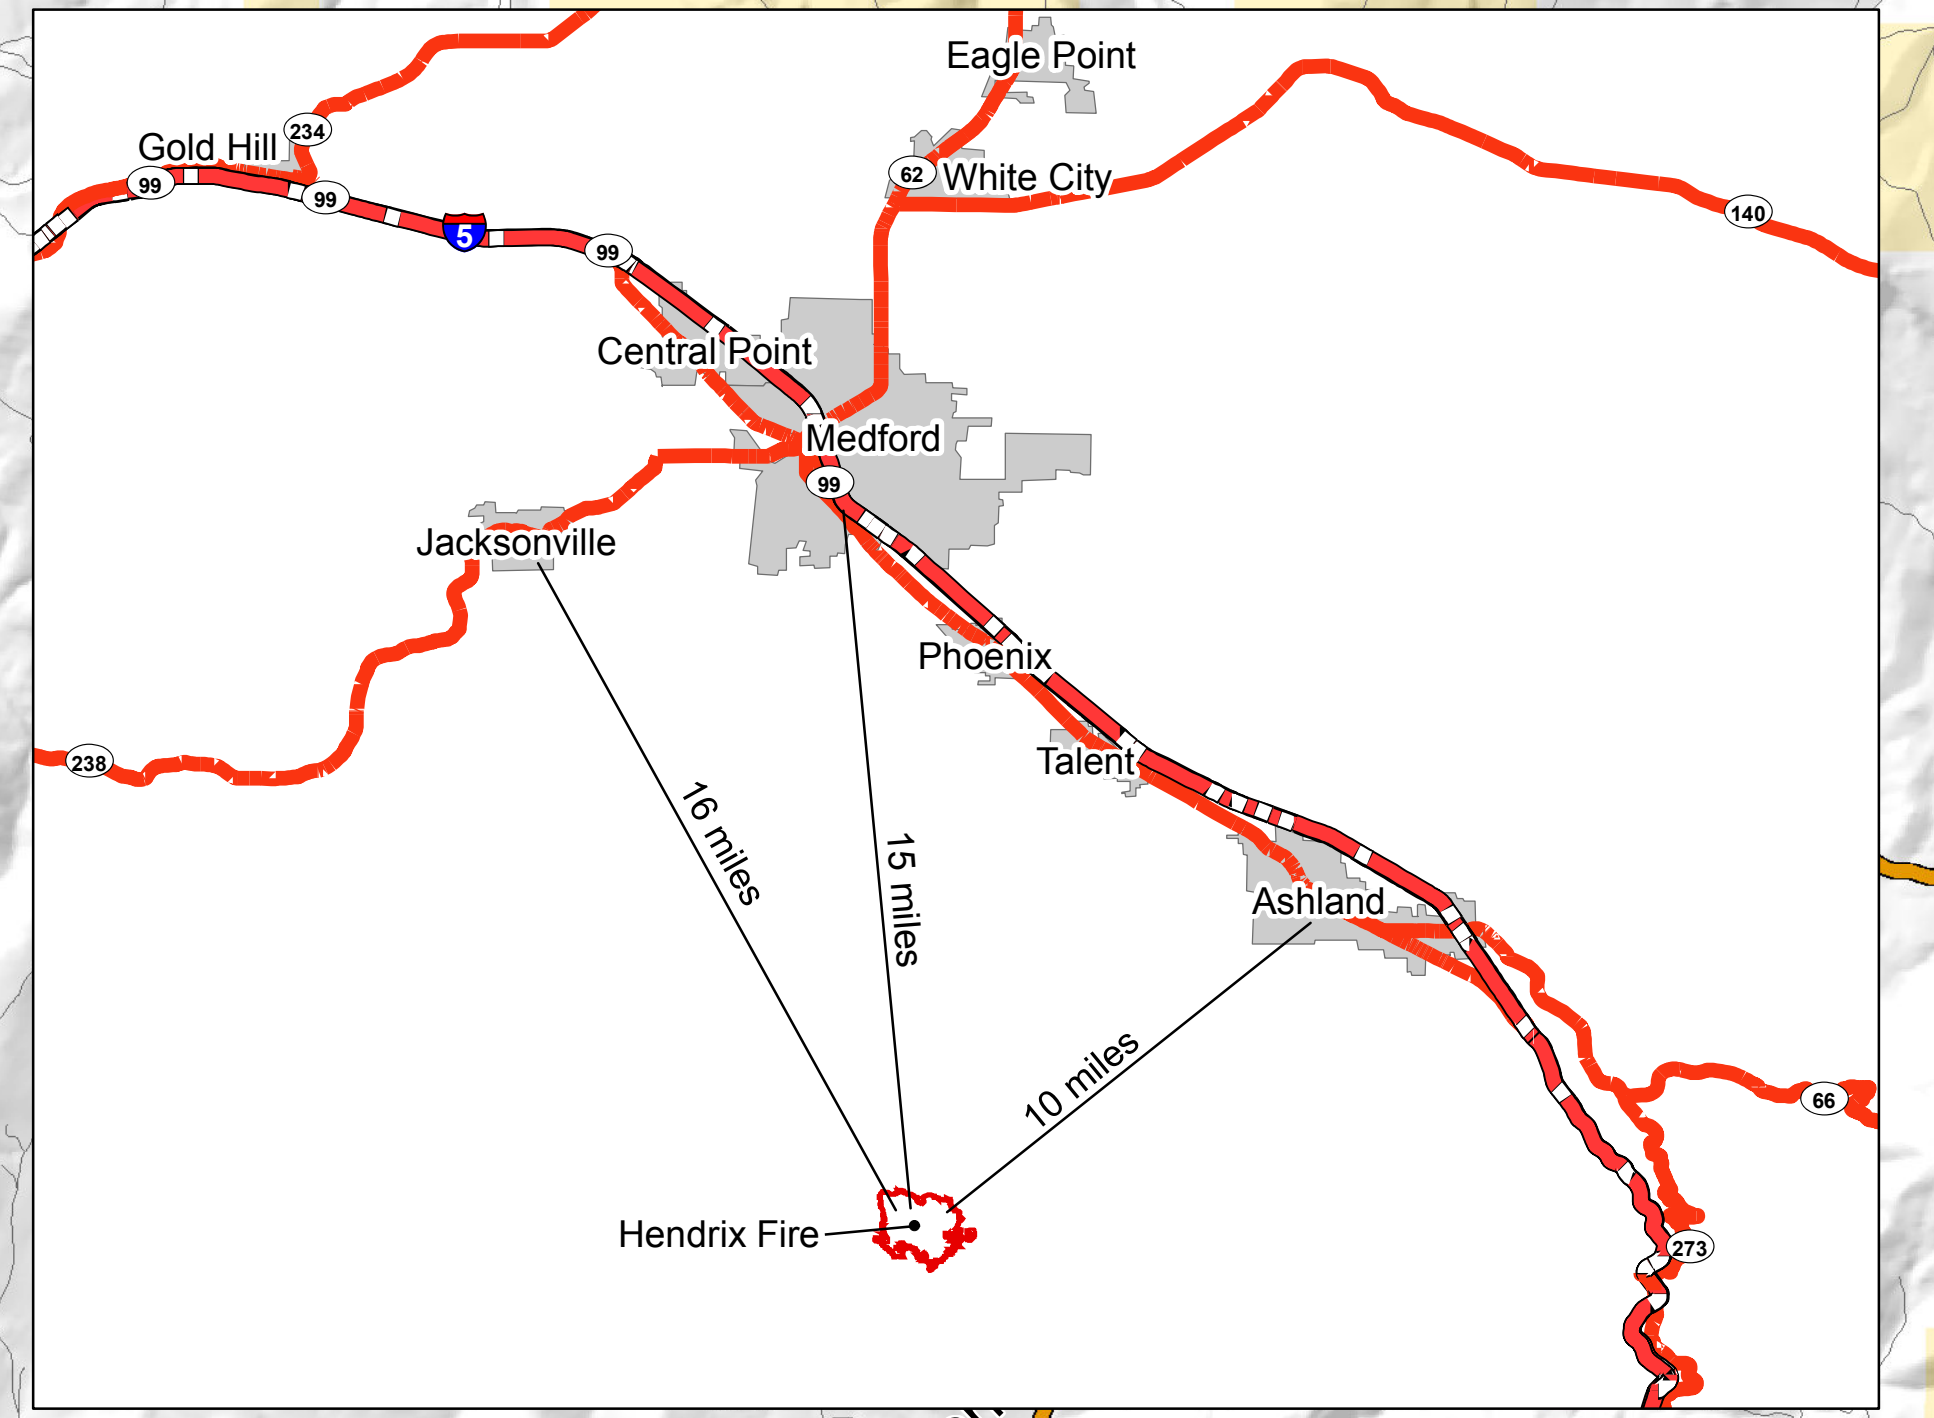 Eagle Point
234
Gold Hill
62
White City
99
99
140
5
99
Central Point
Medford
99
Jacksonville
Phoenix
238
Talent
16 miles
15 miles
Ashland
10 miles
66
Hendrix Fire
273